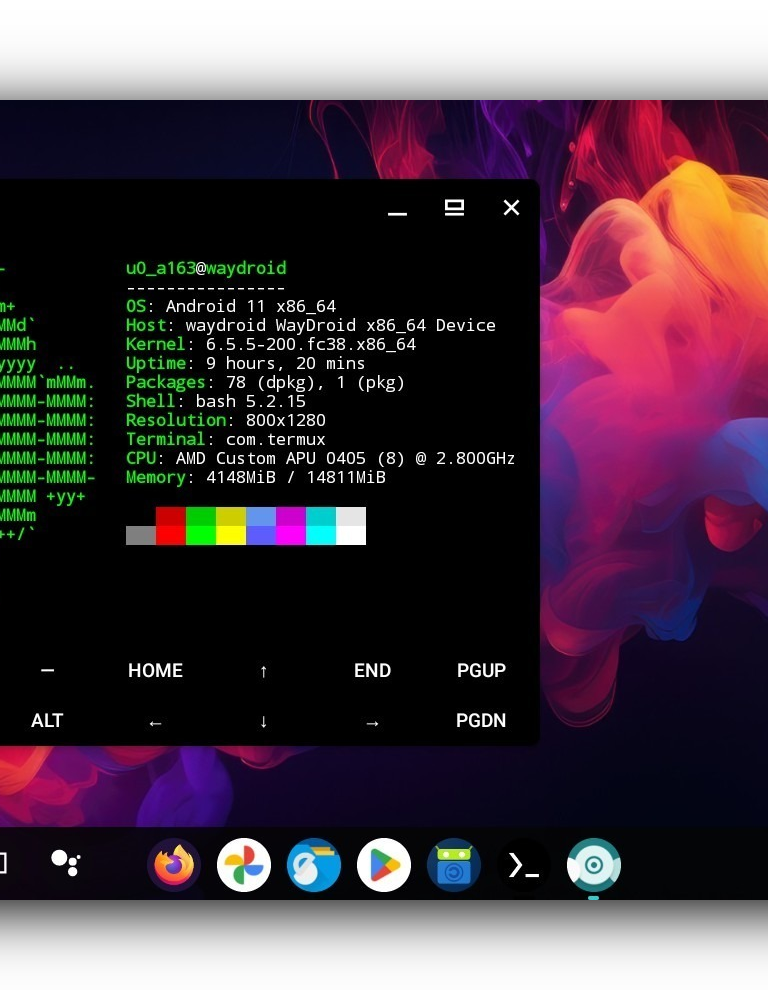 -
u0_a163@waydroid
----------------
m+
OS: Android 11 x86_64
MMd`
Host: waydroid WayDroid x86_64 Device
MMMh
Kernel: 6.5.5-200.fc38.x86_64
yyyy  ..
Uptime: 9 hours, 20 mins
MMMM`mMMm.
Packages: 78 (dpkg), 1 (pkg)
MMMM-MMMM:
Shell: bash 5.2.15
MMMM-MMMM:
Resolution: 800x1280
MMMM-MMMM:
Terminal: com.termux
MMMM-MMMM:
CPU: AMD Custom APU 0405 (8) @ 2.800GHz
MMMM-MMMM-
Memory: 4148MiB / 14811MiB
MMMM +yy+
MMMm
++/`
― HOME ↑ END PGUP
ALT ← ↓ → PGDN